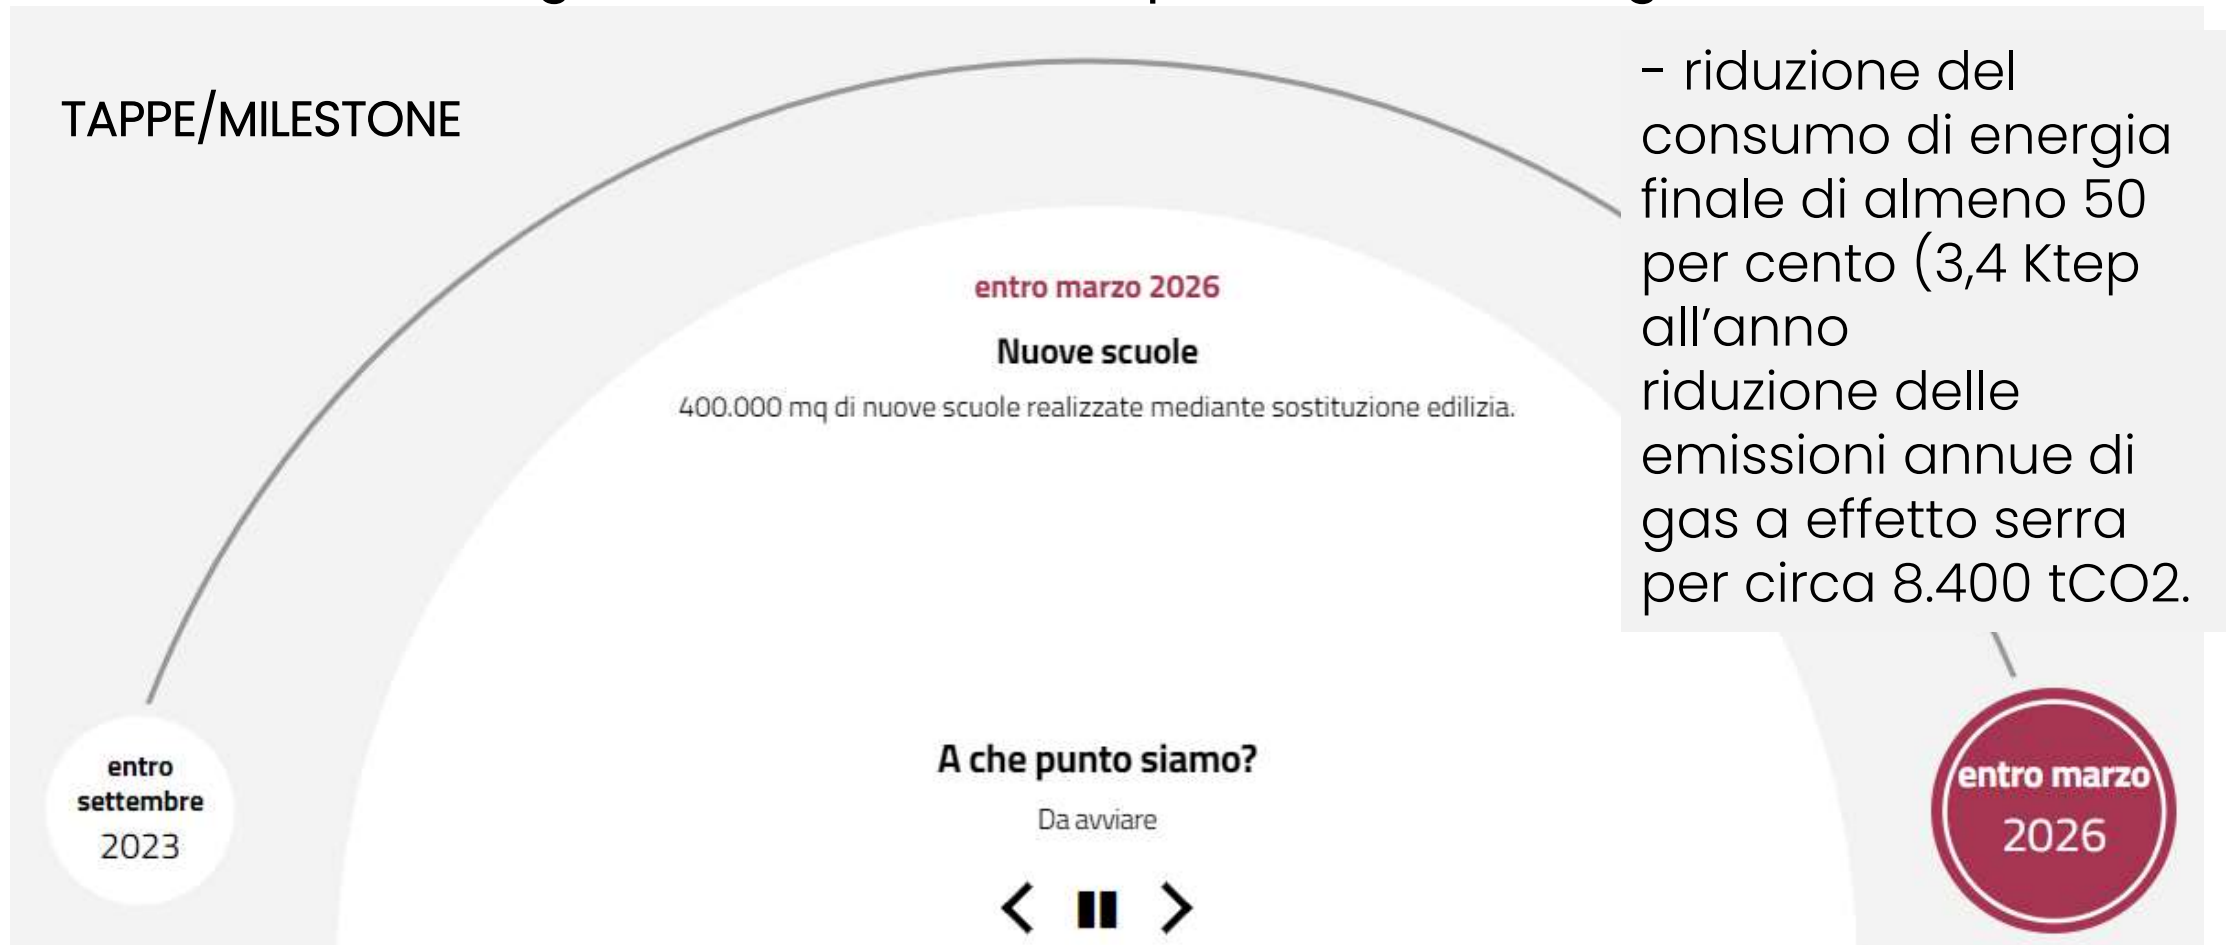 TAPPE/MILESTONE
- riduzione del
consumo di energia
finale di almeno 50
per cento (3,4 Ktep
all’anno
riduzione delle
emissioni annue di
gas a effetto serra
per circa 8.400 tCO2.
entro marzo 2026
Nuove scuole
400.000 mq di nuove scuole realizzate mediante sostituzione edilizia.
A che punto siamo?
Da avviare
entro
settembre
2023
entro marzo
2026